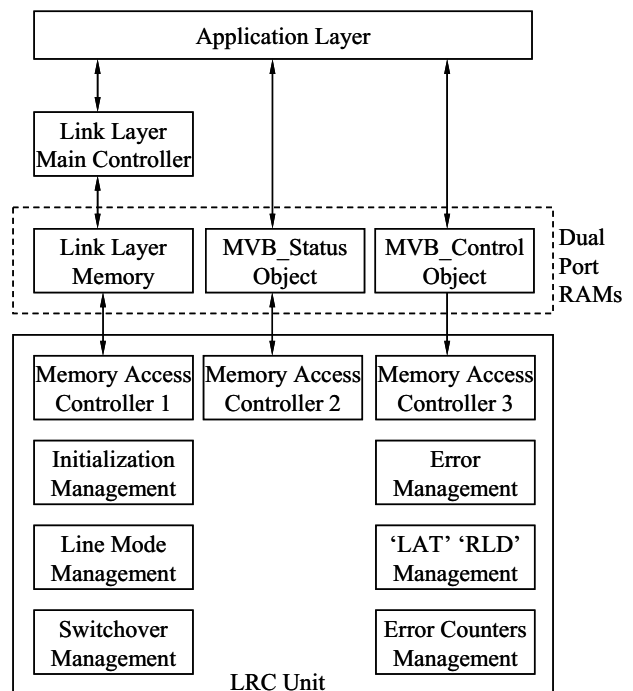 Application Layer
Link Layer
Main Controller
Link Layer
Memory
MVB_Status
Object
MVB_Control
Object
Dual
Port
RAMs
Memory Access
Controller 1
Memory Access
Controller 2
Memory Access
Controller 3
Initialization
Management
Error
Management
Line Mode
Management
‘LAT’ ‘RLD’
Management
Switchover
Management
Error Counters
Management
LRC Unit